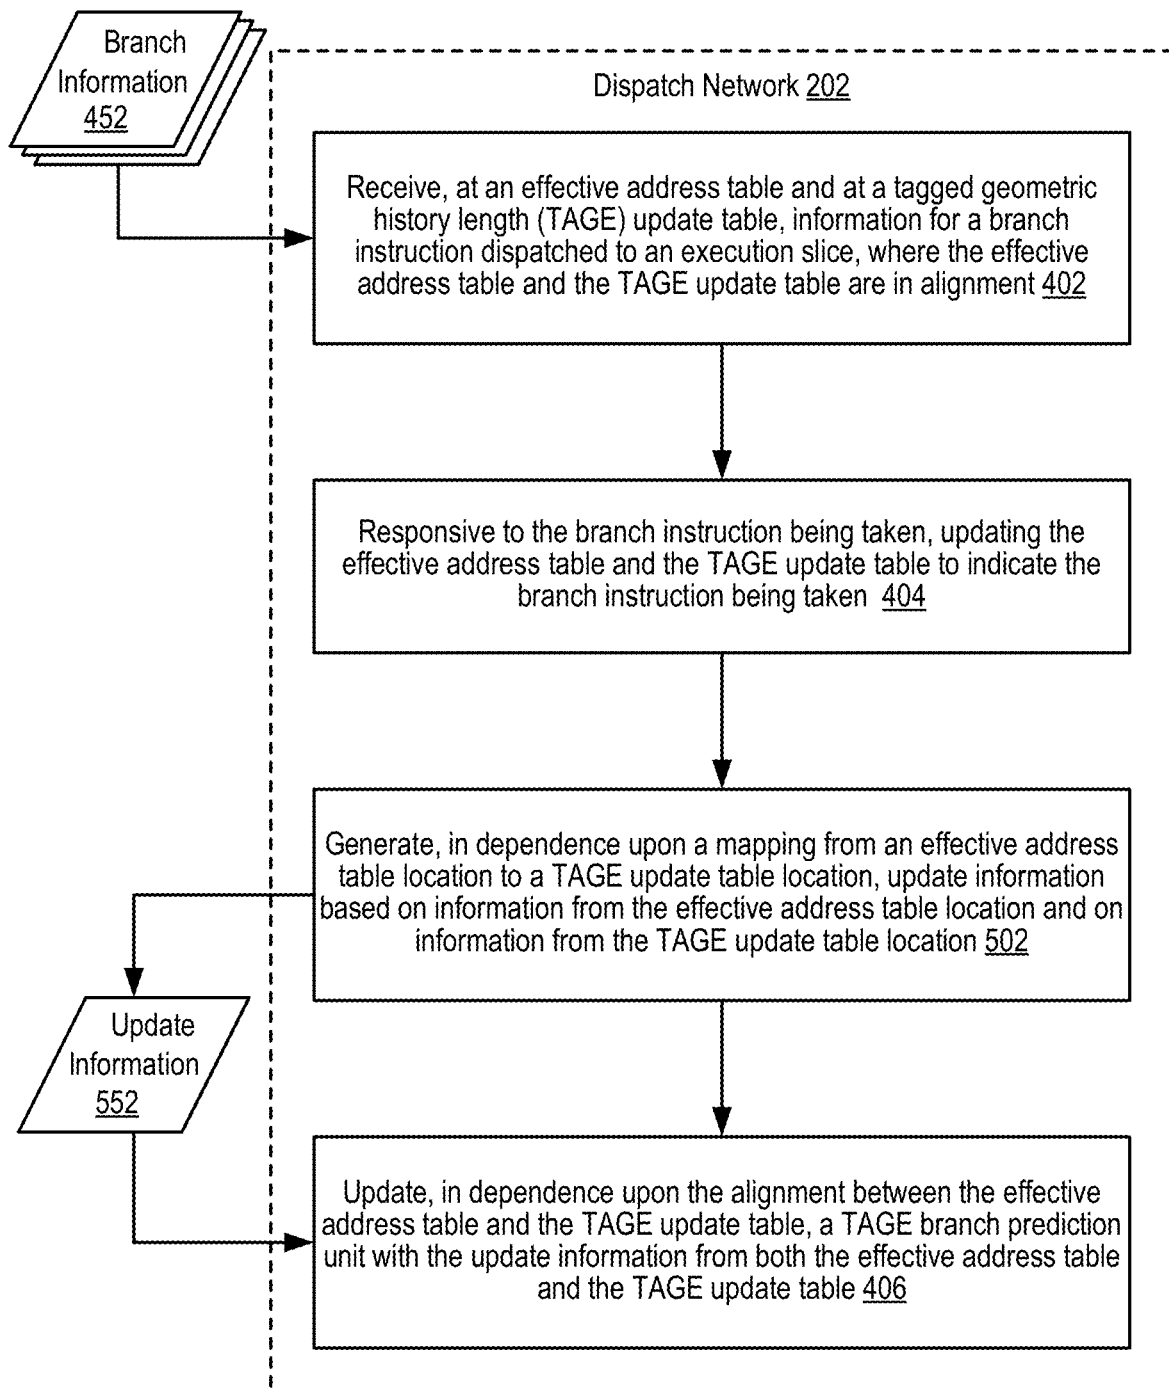 Branch
Information
452
Dispatch Network 202
Receive, at an effective address table and at a tagged geometric
history length (TAGE) update table, information for a branch
instruction dispatched to an execution slice, where the effective
address table and the TAGE update table are in alignment 402
Responsive to the branch instruction being taken, updating the
effective address table and the TAGE update table to indicate the
branch instruction being taken 404
Generate, in dependence upon a mapping from an effective address
table location to a TAGE update table location, update information
based on information from the effective address table location and on
information from the TAGE update table location 502
Update
Information
552
Update, in dependence upon the alignment between the effective
address table and the TAGE update table, a TAGE branch prediction
unit with the update information from both the effective address table
and the TAGE update table 406